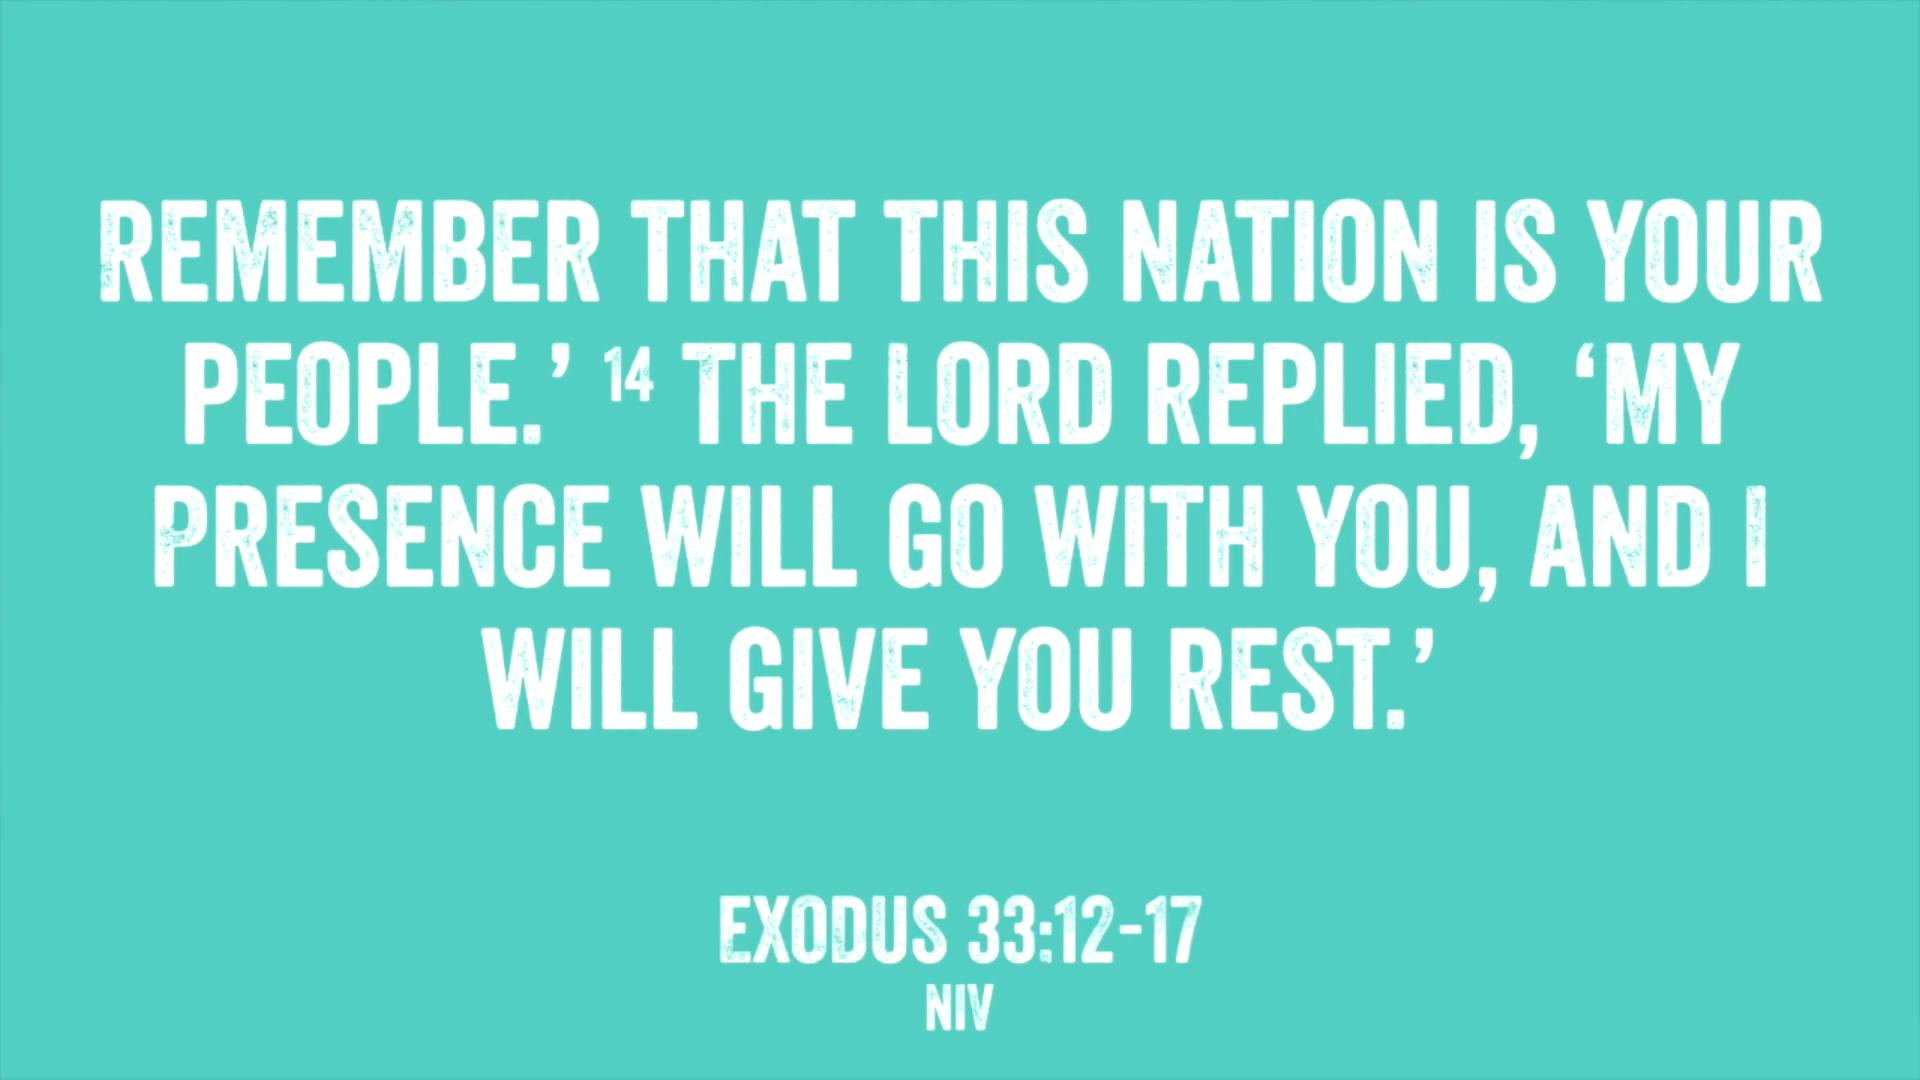 REMEMBER THAT THIS NATION IS YOUR
PEOPLE.’ ¹⁴ THE LORD REPLIED, ‘MY
PRESENCE WILL GO WITH YOU, AND I
WILL GIVE YOU REST.’
EXODUS 33:12-17
NIV